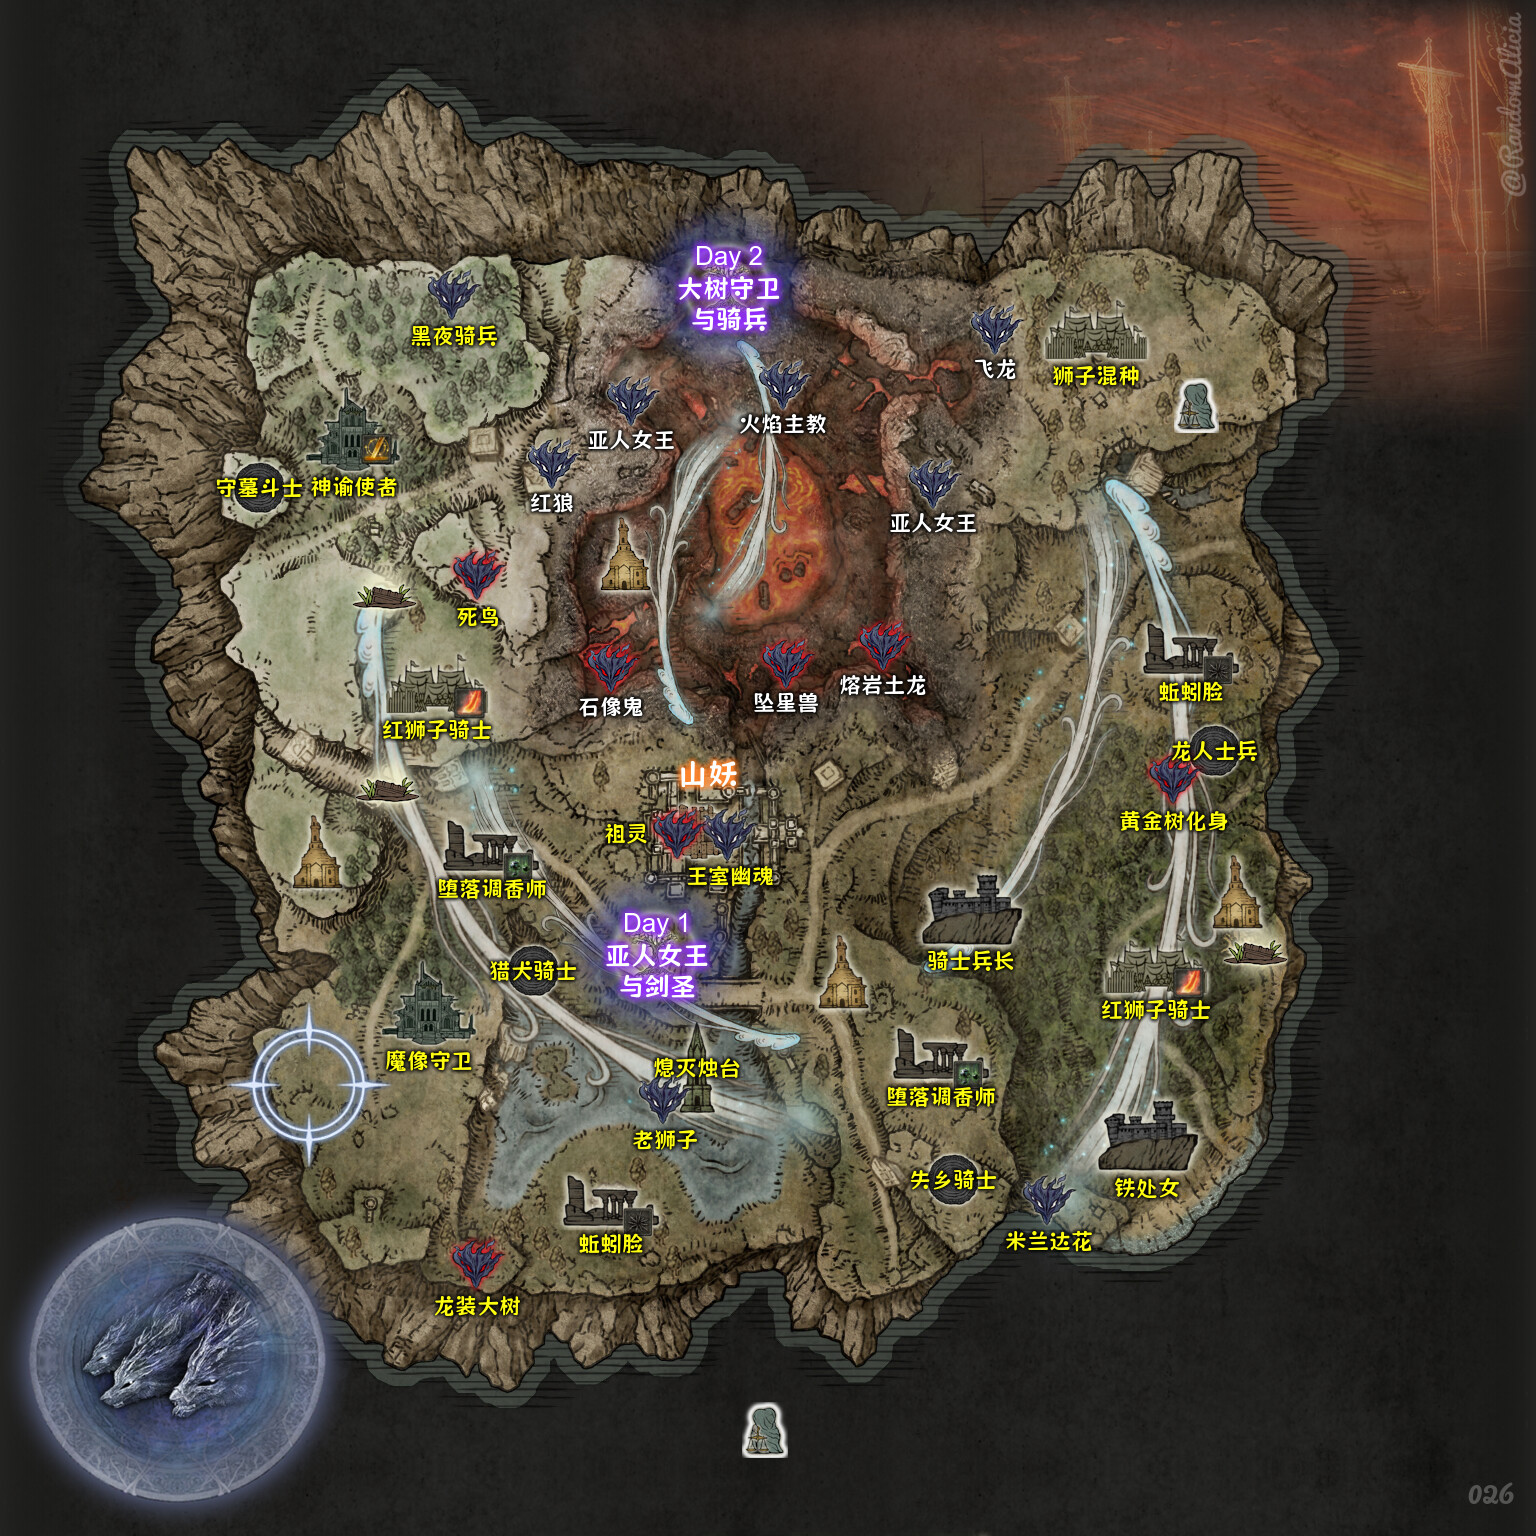 @RandomAlicia
Day 2
大树守卫
与骑兵
黑夜骑兵
飞龙
狮子混种
亚人女王
火焰主教
守墓斗士
神谕使者
红狼
亚人女王
死鸟
石像鬼
坠星兽
熔岩土龙
蚯蚓脸
红狮子骑士
龙人士兵
山妖
黄金树化身
祖灵
王室幽魂
堕落调香师
Day 1
亚人女王
与剑圣
猎犬骑士
骑士兵长
红狮子骑士
魔像守卫
熄灭烛台
堕落调香师
老狮子
失乡骑士
铁处女
蚯蚓脸
米兰达花
龙装大树
026